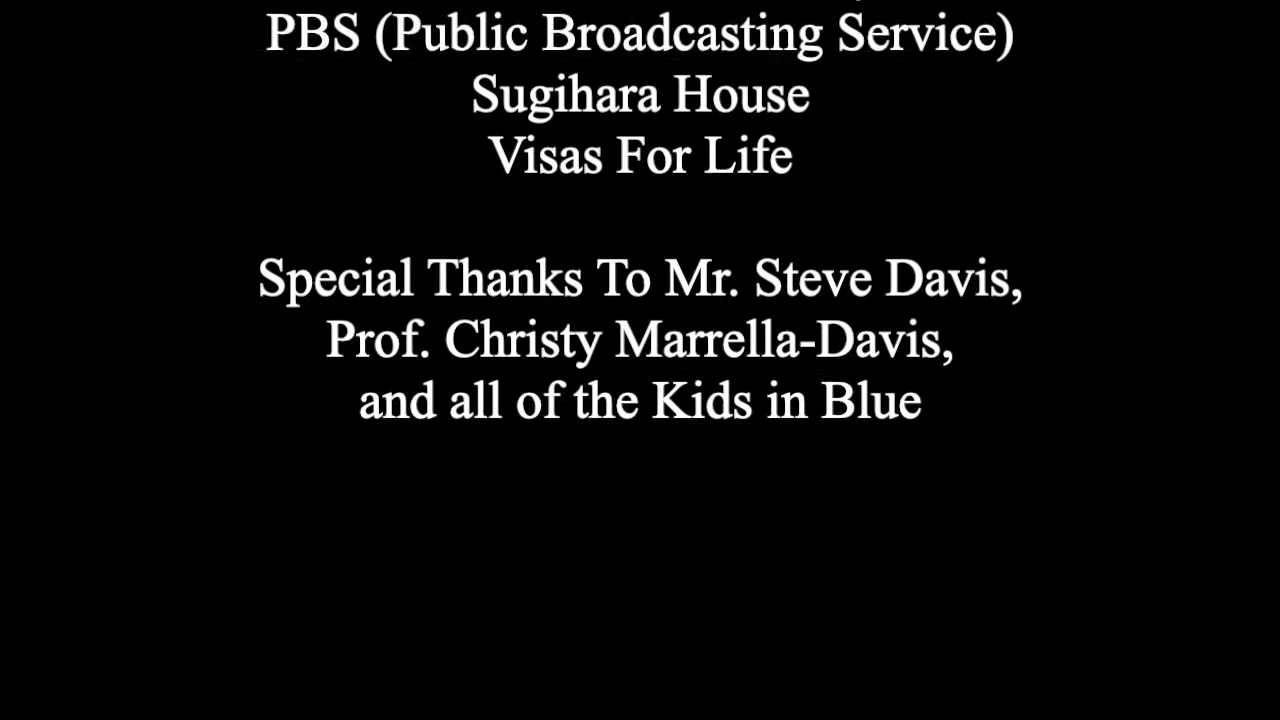 PBS (Public Broadcasting Service)
Sugihara House
Visas For Life
Special Thanks To Mr. Steve Davis,
Prof. Christy Marrella-Davis,
and all of the Kids in Blue